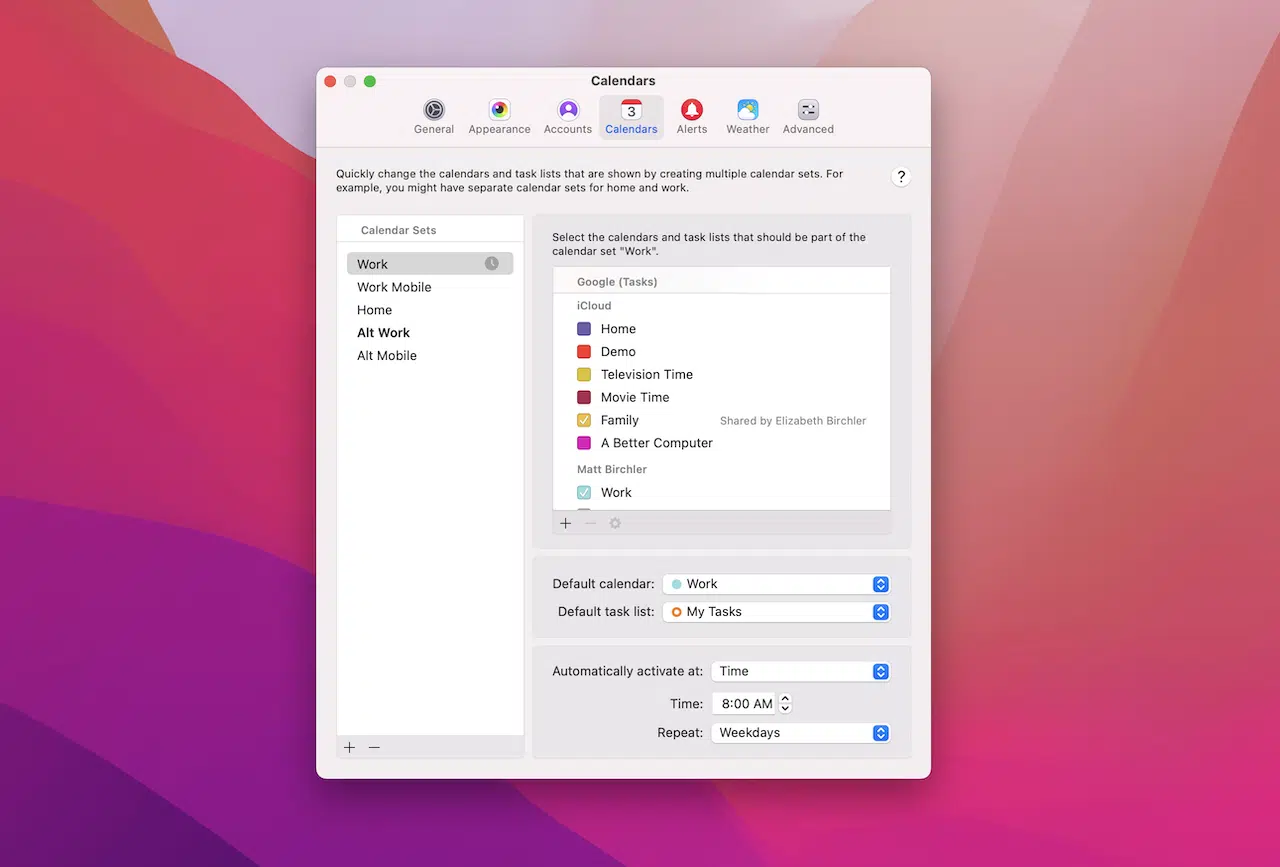 Calendars
General Appearance Accounts 3 Calendars Alerts Weather Advanced
Quickly change the calendars and task lists that are shown by creating multiple calendar sets. For
example, you might have separate calendar sets for home and work.
?
Calendar Sets
Work
Work Mobile
Home
Alt Work
Alt Mobile
Select the calendars and task lists that should be part of the
calendar set "Work".
Google (Tasks)
iCloud
Home
Demo
Television Time
Movie Time
Family Shared by Elizabeth Birchler
A Better Computer
Matt Birchler
Work
Default calendar: Work
Default task list: My Tasks
Automatically activate at: Time
Time: 8:00 AM
Repeat: Weekdays